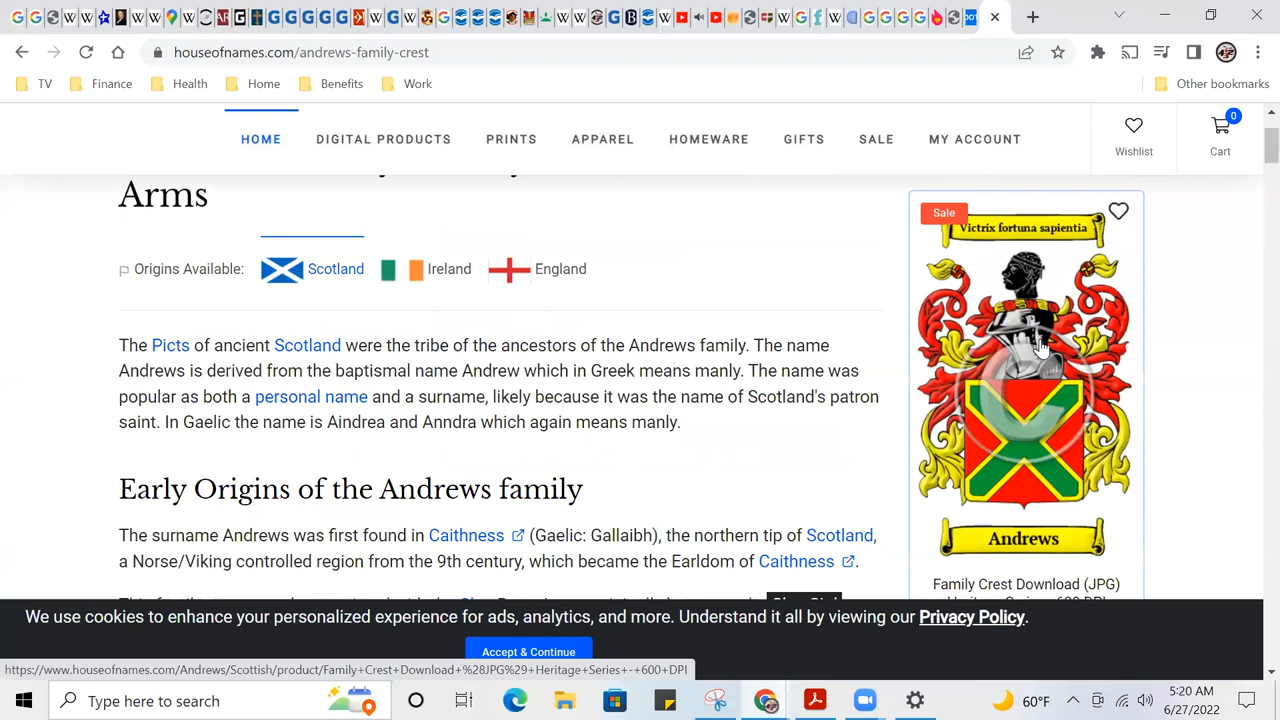 houseofnames.com/andrews-family-crest
TV
Finance
Health
Home
Benefits
Work
Other bookmarks
HOME
DIGITAL PRODUCTS
PRINTS
APPAREL
HOMEWARE
GIFTS
SALE
MY ACCOUNT
Wishlist
0
Cart
Arms
Origins Available:
Scotland
Ireland
England
The Picts of ancient Scotland were the tribe of the ancestors of the Andrews family. The name
Andrews is derived from the baptismal name Andrew which in Greek means manly. The name was
popular as both a personal name and a surname, likely because it was the name of Scotland's patron
saint. In Gaelic the name is Aindrea and Anndra which again means manly.
Early Origins of the Andrews family
The surname Andrews was first found in Caithness (Gaelic: Gallaibh), the northern tip of Scotland,
a Norse/Viking controlled region from the 9th century, which became the Earldom of Caithness.
Sale
Victrix fortuna sapientia
Andrews
Family Crest Download (JPG)
Heritage Series - 600 DPI
We use cookies to enhance your personalized experience for ads, analytics, and more. Understand it all by viewing our Privacy Policy.
Accept & Continue
https://www.houseofnames.com/Andrews/Scottish/product/Family+Crest+Download+%28JPG%29+Heritage+Series+-+600+DPI
Type here to search
60°F
5:20 AM
6/27/2022